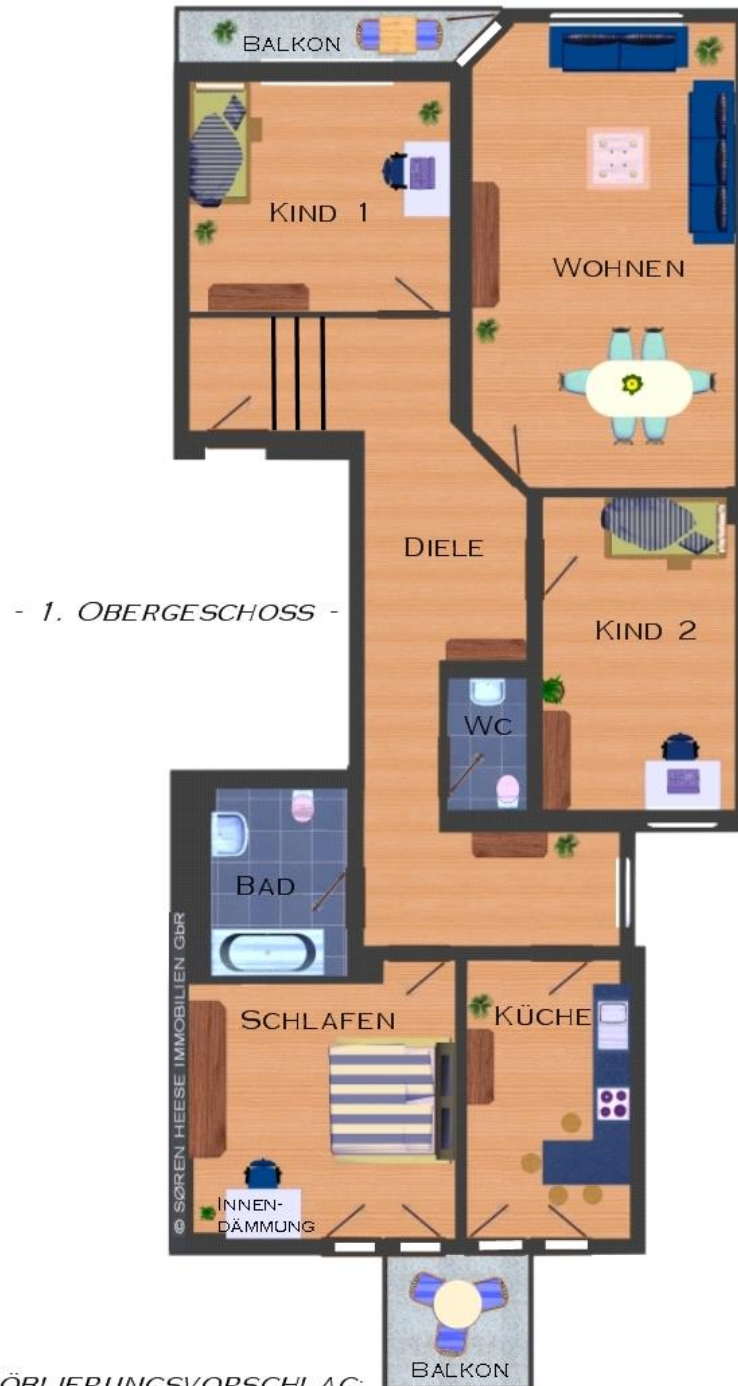 BALKON
KIND 1
WOHNEN
DIELE
- 1. OBERGESCHOSS -
KIND 2
WC
BAD
SCHLAFEN
KÜCHE
© SØREN HEESE IMMOBILIEN GBR
INNEN-
DÄMMUNG
BALKON